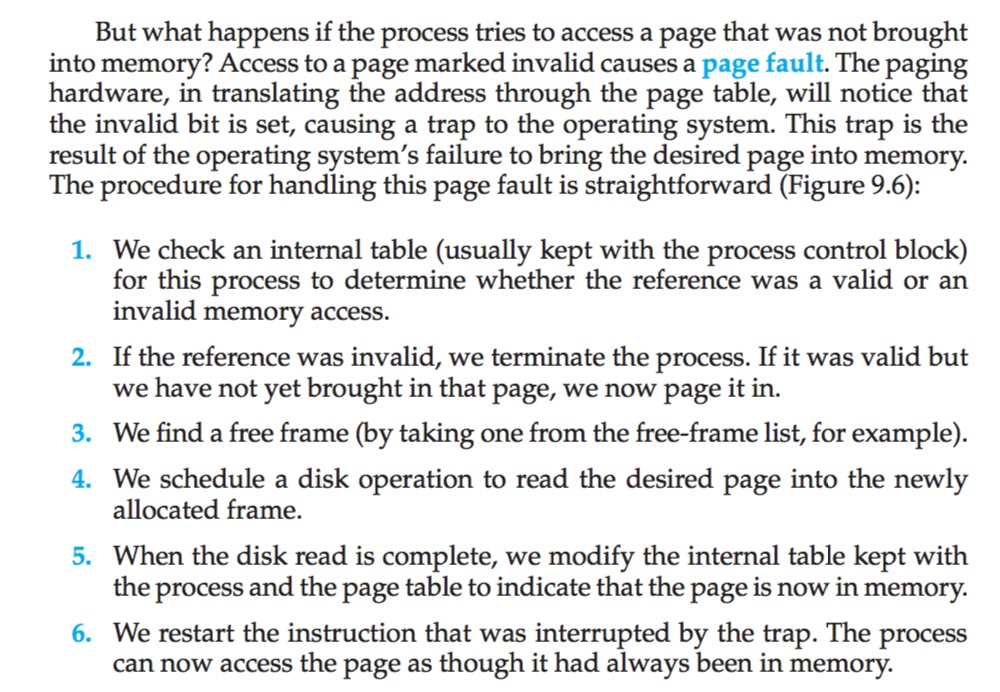 But what happens if the process tries to access a page that was not brought
into memory? Access to a page marked invalid causes a page fault. The paging
hardware, in translating the address through the page table, will notice that
the invalid bit is set, causing a trap to the operating system. This trap is the
result of the operating system’s failure to bring the desired page into memory.
The procedure for handling this page fault is straightforward (Figure 9.6):
1. We check an internal table (usually kept with the process control block)
for this process to determine whether the reference was a valid or an
invalid memory access.
2. If the reference was invalid, we terminate the process. If it was valid but
we have not yet brought in that page, we now page it in.
3. We find a free frame (by taking one from the free-frame list, for example).
4. We schedule a disk operation to read the desired page into the newly
allocated frame.
5. When the disk read is complete, we modify the internal table kept with
the process and the page table to indicate that the page is now in memory.
6. We restart the instruction that was interrupted by the trap. The process
can now access the page as though it had always been in memory.